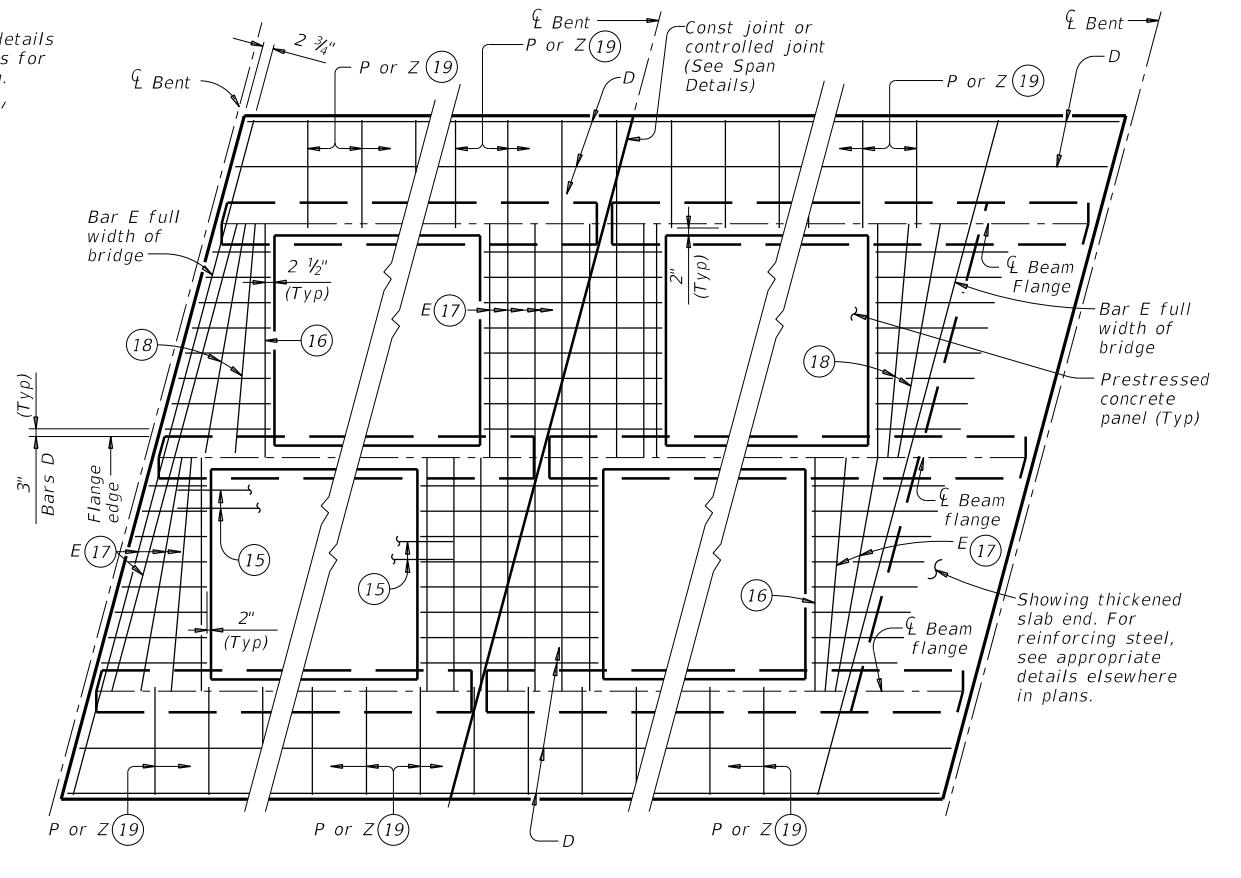 details
s for
.
,
2 ¾"
℄ Bent
P or Z 19
℄ Bent
P or Z 19
D
Const joint or
controlled joint
(See Span
Details)
℄ Bent
D
P or Z 19
Bar E full
width of
bridge
2 ½"
(Typ)
2"
(Typ)
℄ Beam
Flange
E 17
16
18
18
Bar E full
width of
bridge
Prestressed
concrete
panel (Typ)
(Typ)
3"
Bars D
Flange
edge
℄ Beam
flange
E 17
15
15
E 17
16
2"
(Typ)
℄ Beam
flange
Showing thickened
slab end. For
reinforcing steel,
see appropriate
details elsewhere
in plans.
P or Z 19
P or Z 19
D
P or Z 19